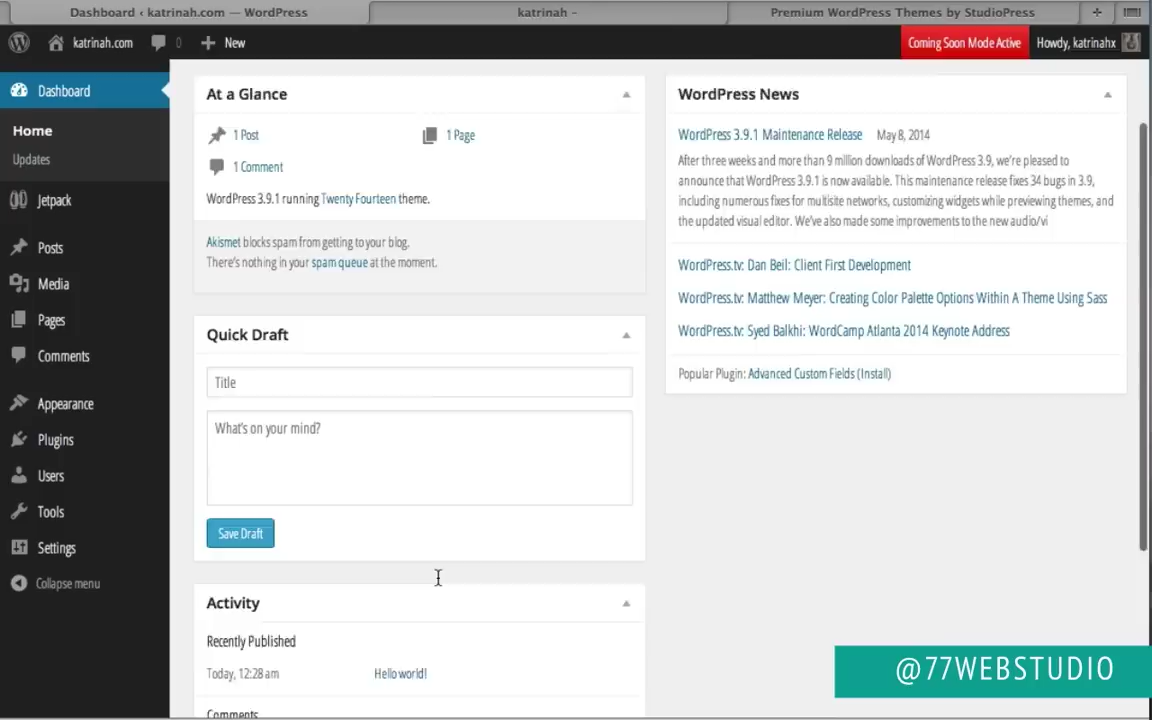 Dashboard ‹ katrinah.com — WordPress
katrinah -
Premium WordPress Themes by StudioPress
katrinah.com
0
New
Coming Soon Mode Active
Howdy, katrinahx
Dashboard
Home
Updates
Jetpack
Posts
Media
Pages
Comments
Appearance
Plugins
Users
Tools
Settings
Collapse menu
At a Glance
1 Post
1 Page
1 Comment
WordPress 3.9.1 running Twenty Fourteen theme.
Akismet blocks spam from getting to your blog.
There's nothing in your spam queue at the moment.
Quick Draft
Title
What's on your mind?
Save Draft
Activity
Recently Published
Today, 12:28 am
Hello world!
Comments
WordPress News
WordPress 3.9.1 Maintenance Release May 8, 2014
After three weeks and more than 9 million downloads of WordPress 3.9, we're pleased to
announce that WordPress 3.9.1 is now available. This maintenance release fixes 34 bugs in 3.9,
including numerous fixes for multisite networks, customizing widgets while previewing themes, and
the updated visual editor. We've also made some improvements to the new audio/vi
WordPress.tv: Dan Beil: Client First Development
WordPress.tv: Matthew Meyer: Creating Color Palette Options Within A Theme Using Sass
WordPress.tv: Syed Balkhi: WordCamp Atlanta 2014 Keynote Address
Popular Plugin: Advanced Custom Fields (Install)
@77WEBSTUDIO